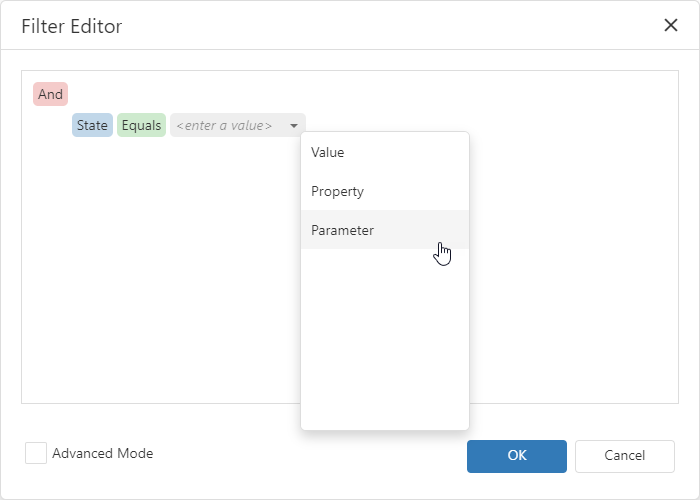 Filter Editor
And
State Equals <enter a value>
Value
Property
Parameter
Advanced Mode
OK
Cancel